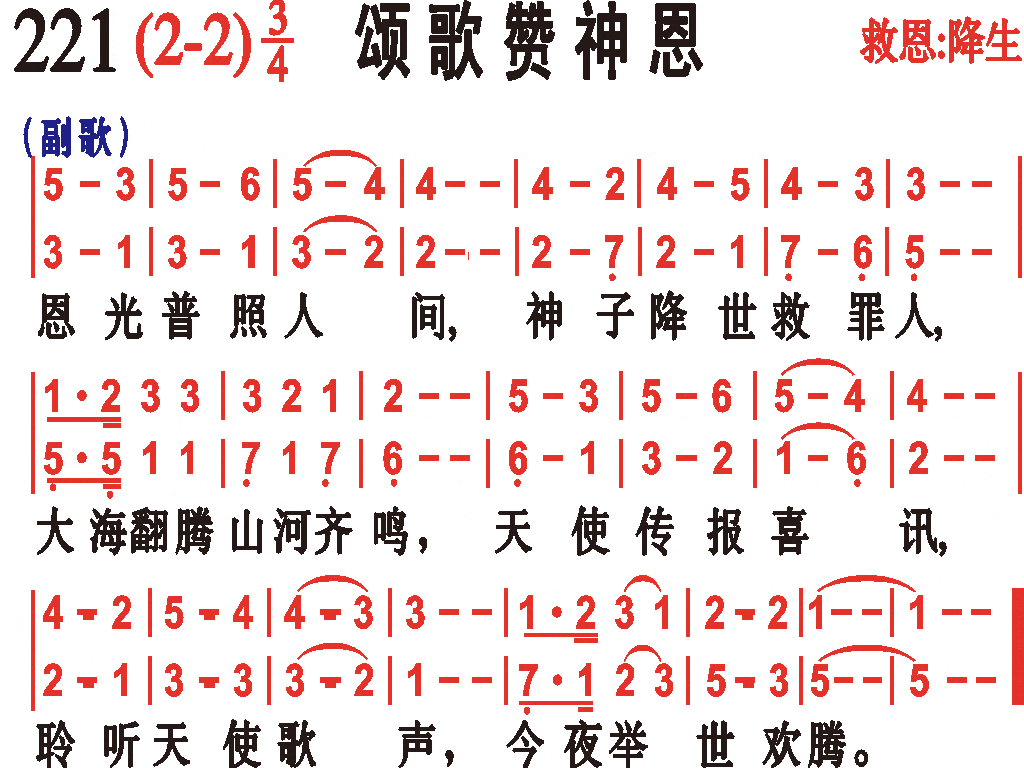 221 (2-2) 3/4 颂歌赞神恩 救恩:降生
(副歌)
5 - 3 | 5 - 6 | 5 - 4 | 4 - - | 4 - 2 | 4 - 5 | 4 - 3 | 3 - - |
3 - 1 | 3 - 1 | 3 - 2 | 2 - - | 2 - 7 | 2 - 1 | 7 - 6 | 5 - - |
恩光普照人间, 神子降世救罪人,
1·2 3 3 | 3 2 1 | 2 - - | 5 - 3 | 5 - 6 | 5 - 4 | 4 - - |
5·5 1 1 | 7 1 7 | 6 - - | 6 - 1 | 3 - 2 | 1 - 6 | 2 - - |
大海翻腾山河齐鸣， 天使传报喜讯,
4 - 2 | 5 - 4 | 4 - 3 | 3 - - | 1·2 3 1 | 2 - 2 | 1 - - | 1 - -
2 - 1 | 3 - 3 | 3 - 2 | 1 - - | 7·1 2 3 | 5 - 3 | 5 - - | 5 - -
聆听天使歌声， 今夜举世欢腾。